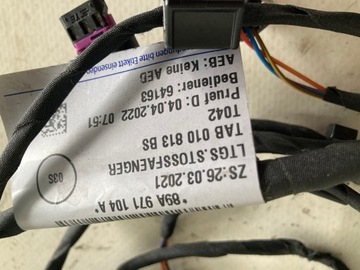 *89A 971 104 A*
ZS:26.03.2021
LTGS.STOSSFAENGER
TAB 010 813 BS
T042
Pruef D: 04.04.2022 07:51
Bediener: 64163
AEB: Keine AEB
bitte Etikett einsenden
03S